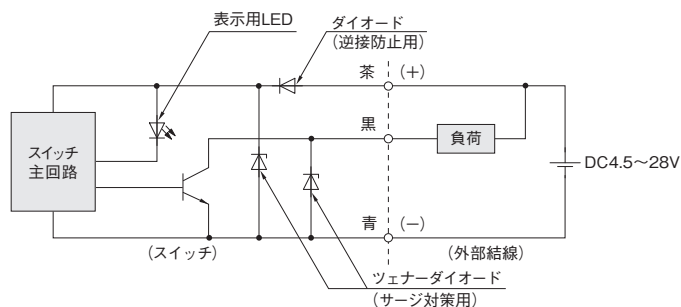 表示用LED
ダイオード
(逆接防止用)
茶 (+)
黒
スイッチ
主回路
負荷
DC4.5～28V
青 (−)
(スイッチ)
(外部結線)
ツェナーダイオード
(サージ対策用)